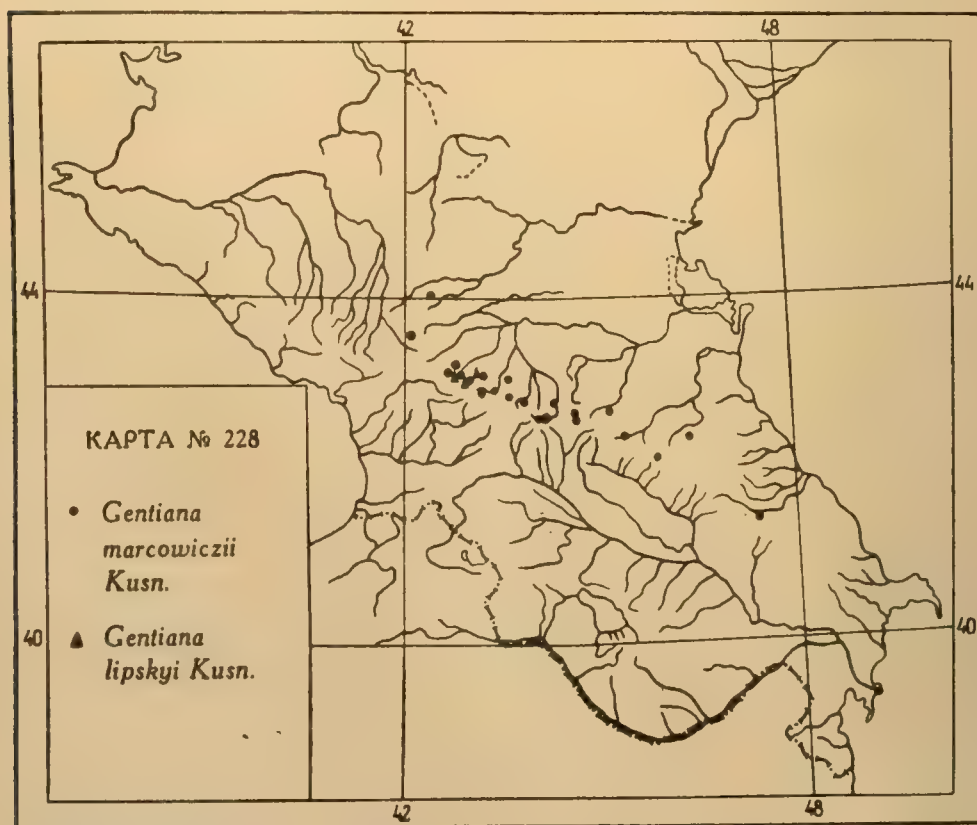 42 48
44 44
КАРТА № 228
Gentiana
marcowiczii
Kusn.
40 40
Gentiana
lipskyi Kusn.
42 48